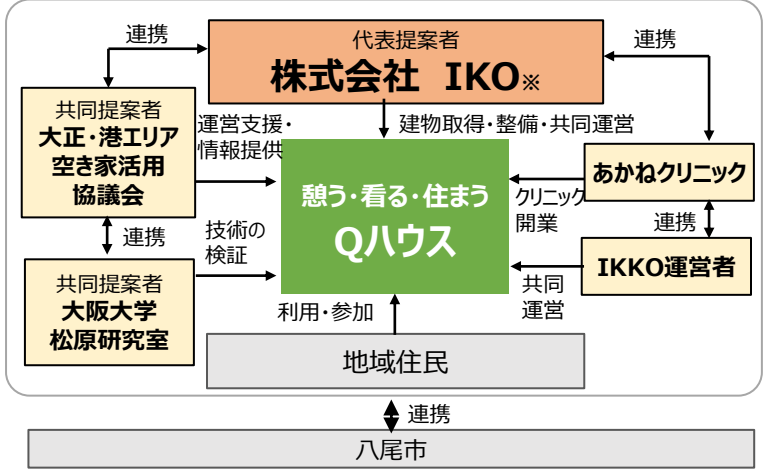 代表提案者
株式会社 IKO※
連携
連携
共同提案者
大正・港エリア
空き家活用
協議会
運営支援・
情報提供
建物取得・整備・共同運営
憩う・看る・住まう
Qハウス
あかねクリニック
クリニック
開業
連携
連携
技術の
検証
共同提案者
大阪大学
松原研究室
IKKO運営者
共同
運営
利用・参加
地域住民
連携
八尾市